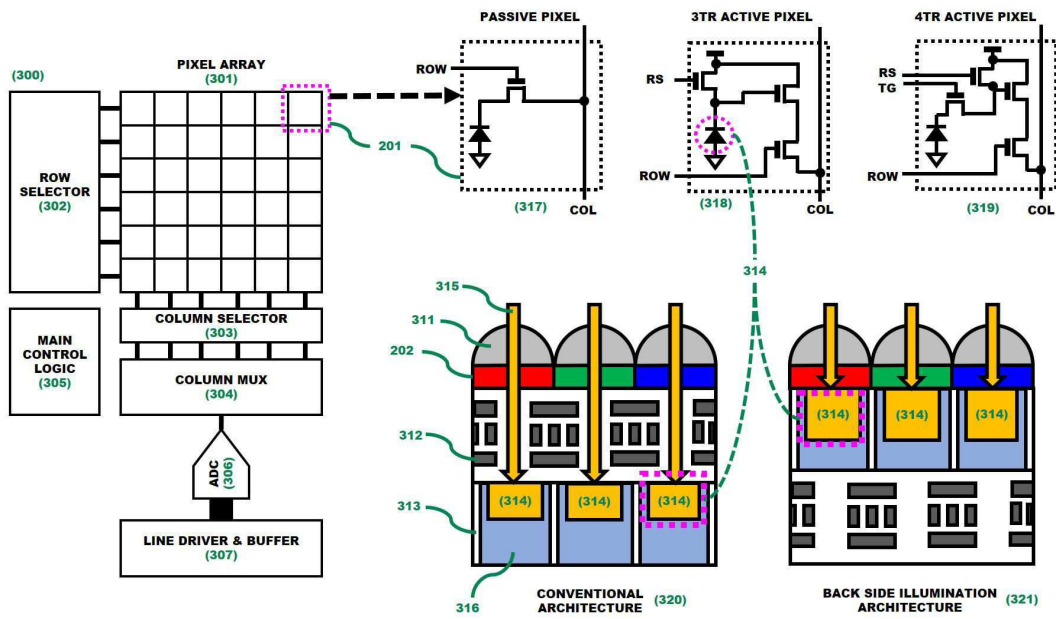 (300)
PIXEL ARRAY
(301)
ROW
SELECTOR
(302)
MAIN
CONTROL
LOGIC
(305)
COLUMN SELECTOR
(303)
COLUMN MUX
(304)
ADC
(306)
LINE DRIVER & BUFFER
(307)
201
PASSIVE PIXEL
ROW
(317)
COL
3TR ACTIVE PIXEL
RS
ROW
(318)
COL
4TR ACTIVE PIXEL
RS
TG
ROW
(319)
COL
314
315
311
202
312
313
316
(314)
(314)
(314)
CONVENTIONAL
ARCHITECTURE
(320)
(314)
(314)
(314)
BACK SIDE ILLUMINATION
ARCHITECTURE
(321)